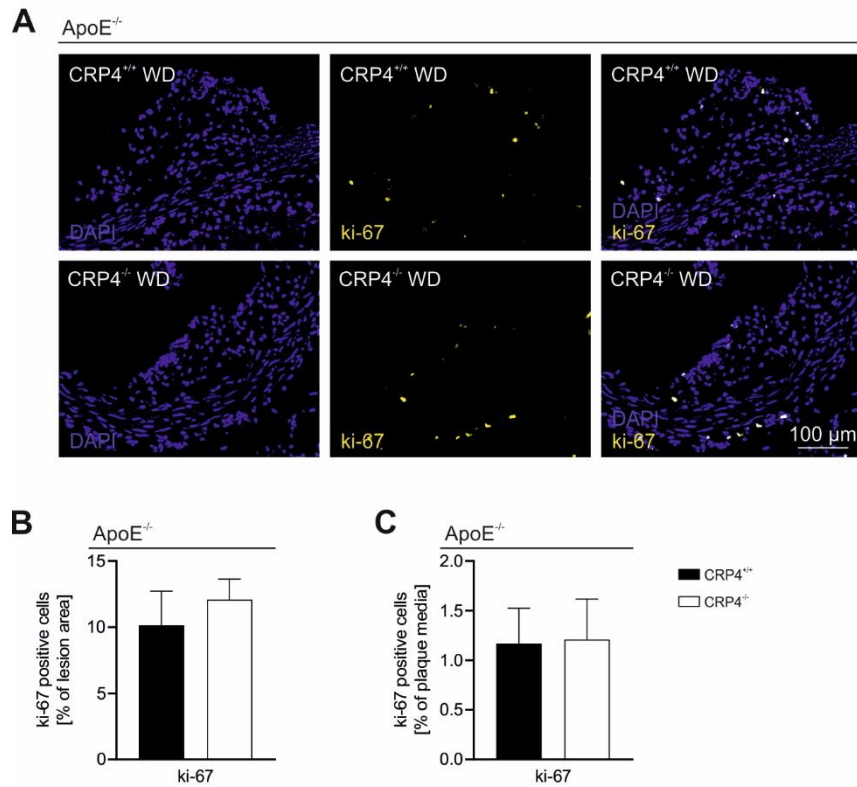 A
ApoE⁻/⁻
CRP4⁺/⁺ WD
DAPI
CRP4⁺/⁺ WD
ki-67
CRP4⁺/⁺ WD
DAPI
ki-67
CRP4⁻/⁻ WD
DAPI
CRP4⁻/⁻ WD
ki-67
CRP4⁻/⁻ WD
DAPI
ki-67
100 µm
B
ApoE⁻/⁻
ki-67 positive cells
[% of lesion area]
15
10
5
0
ki-67
C
ApoE⁻/⁻
ki-67 positive cells
[% of plaque media]
2.0
1.5
1.0
0.5
0.0
ki-67
CRP4⁺/⁺
CRP4⁻/⁻